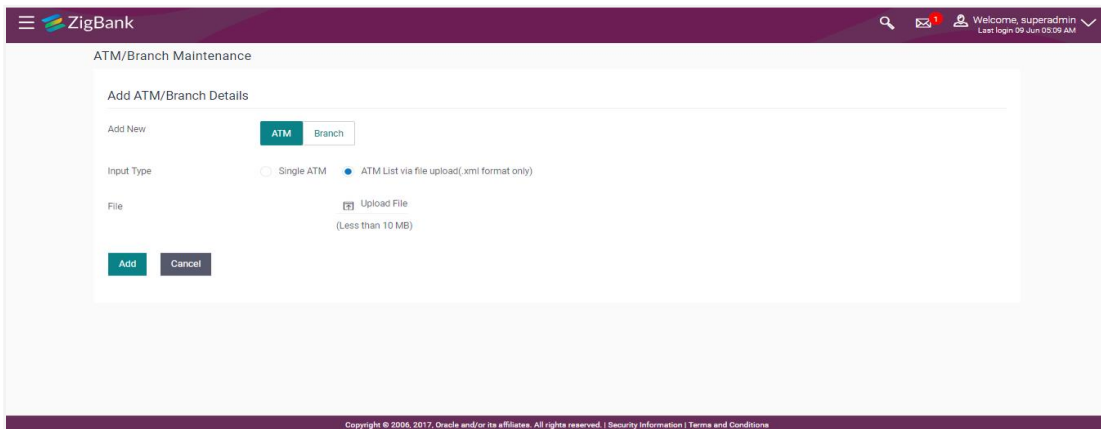 ZigBank
1
Welcome, superadmin
Last login 09 Jun 05:09 AM
ATM/Branch Maintenance
Add ATM/Branch Details
Add New ATM Branch
Input Type Single ATM ATM List via file upload(.xml format only)
File Upload File
(Less than 10 MB)
Add Cancel
Copyright © 2006, 2017, Oracle and/or its affiliates. All rights reserved. | Security Information | Terms and Conditions